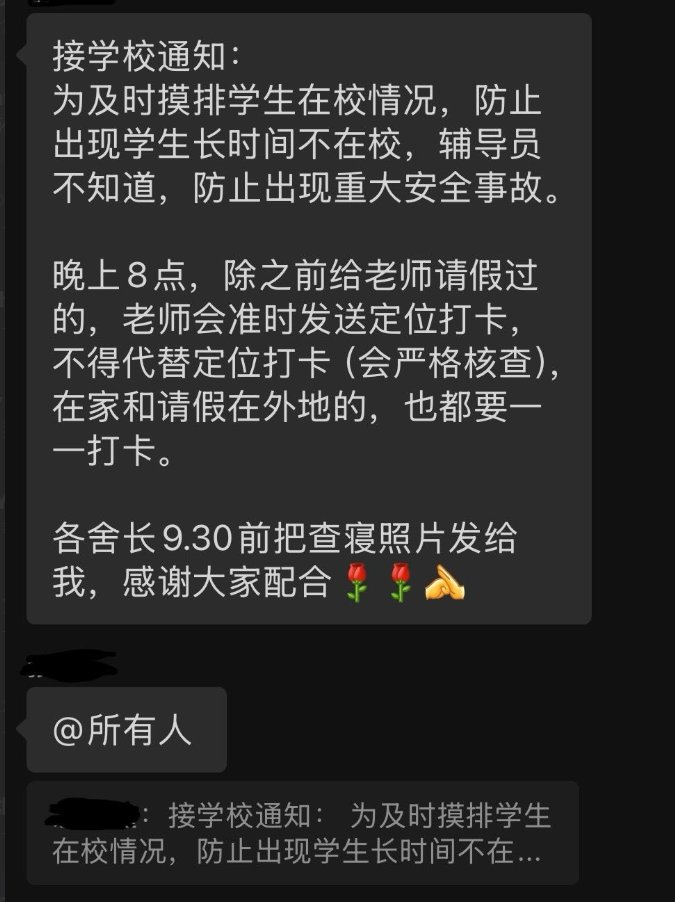 接学校通知：
为及时摸排学生在校情况，防止
出现学生长时间不在校，辅导员
不知道，防止出现重大安全事故。
晚上8点，除之前给老师请假过
的，老师会准时发送定位打卡，
不得代替定位打卡（会严格核查），
在家和请假在外地的，也都要一
一打卡。
各舍长9.30前把查寝照片发给
我，感谢大家配合🌹🌹🙏
@所有人
：接学校通知： 为及时摸排学生
在校情况，防止出现学生长时间不在...